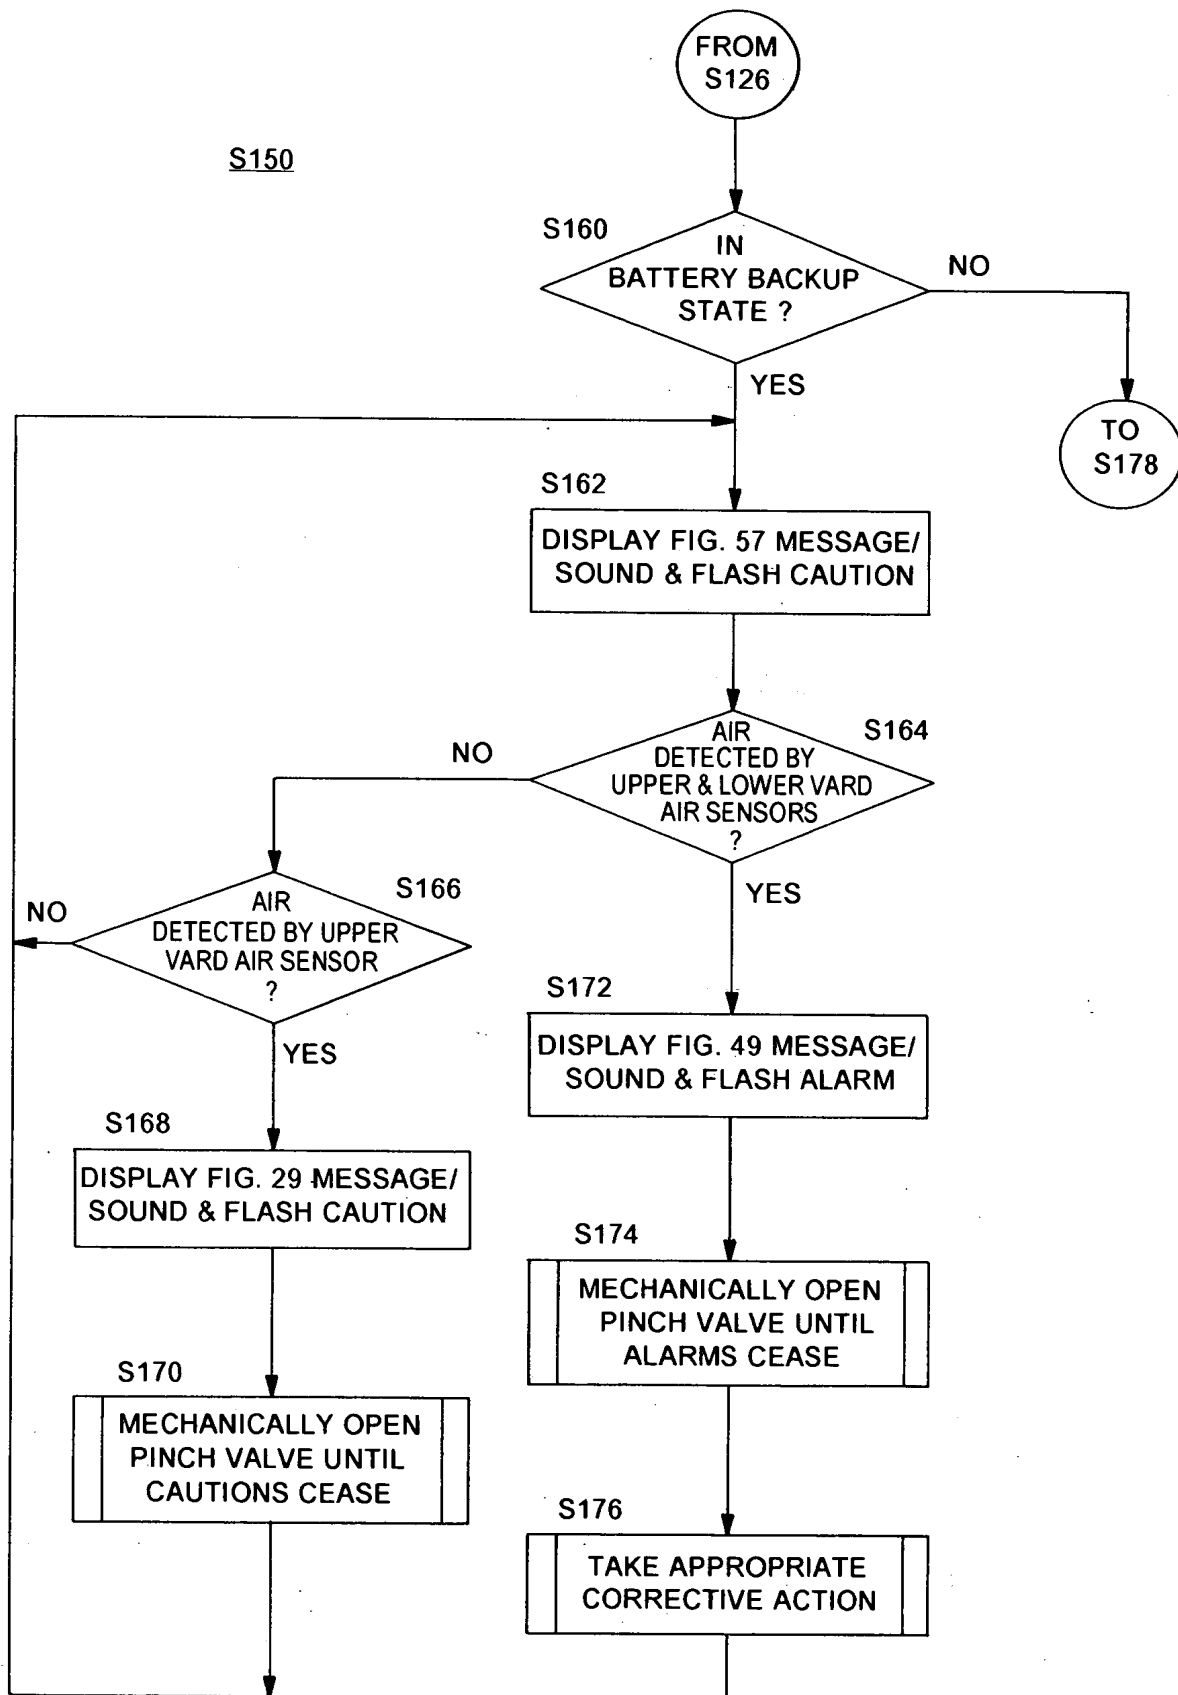 FROM
S126
S150
S160
IN
BATTERY BACKUP
STATE ?
NO
YES
TO
S178
S162
DISPLAY FIG. 57 MESSAGE/
SOUND & FLASH CAUTION
S164
AIR
DETECTED BY
UPPER & LOWER VARD
AIR SENSORS
?
NO
YES
S166
AIR
DETECTED BY UPPER
VARD AIR SENSOR
?
NO
YES
S172
DISPLAY FIG. 49 MESSAGE/
SOUND & FLASH ALARM
S168
DISPLAY FIG. 29 MESSAGE/
SOUND & FLASH CAUTION
S174
MECHANICALLY OPEN
PINCH VALVE UNTIL
ALARMS CEASE
S170
MECHANICALLY OPEN
PINCH VALVE UNTIL
CAUTIONS CEASE
S176
TAKE APPROPRIATE
CORRECTIVE ACTION